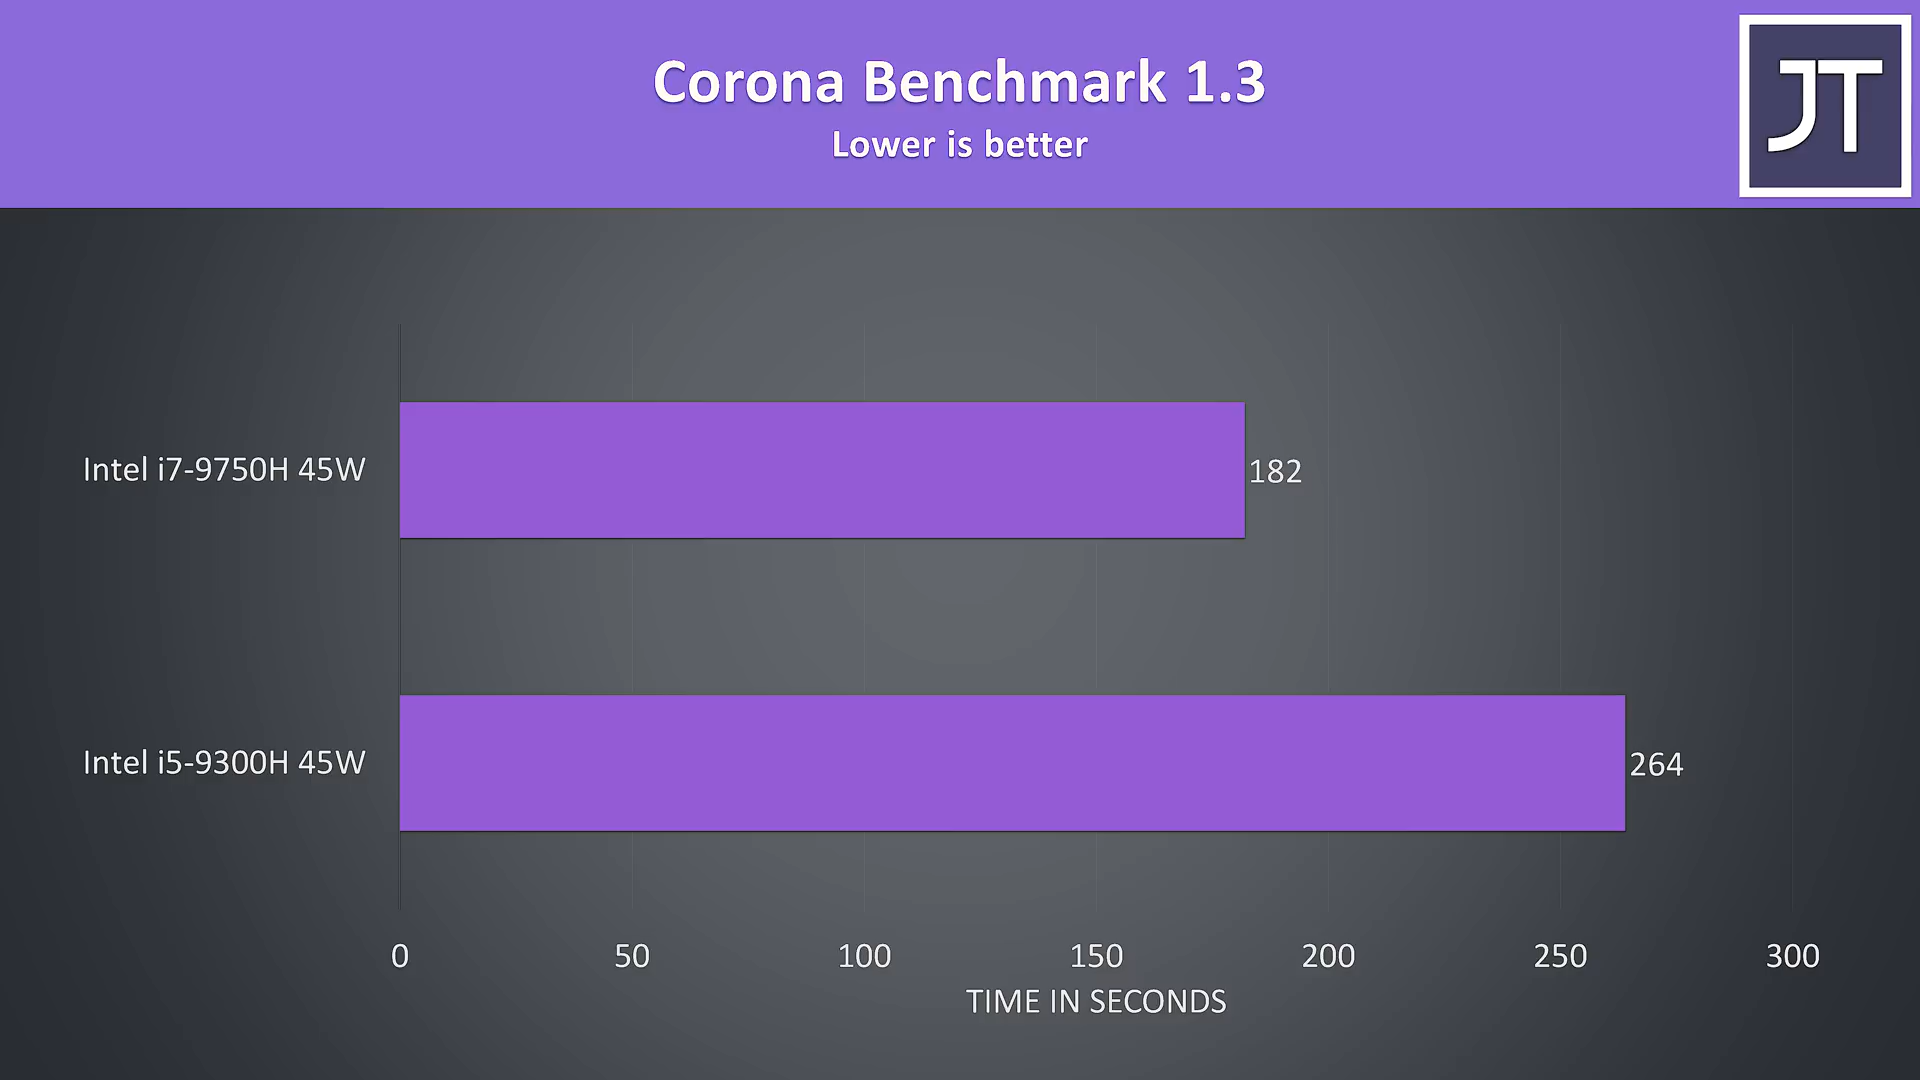 Corona Benchmark 1.3
Lower is better
JT
Intel i7-9750H 45W
182
Intel i5-9300H 45W
264
0 50 100 150 200 250 300
TIME IN SECONDS